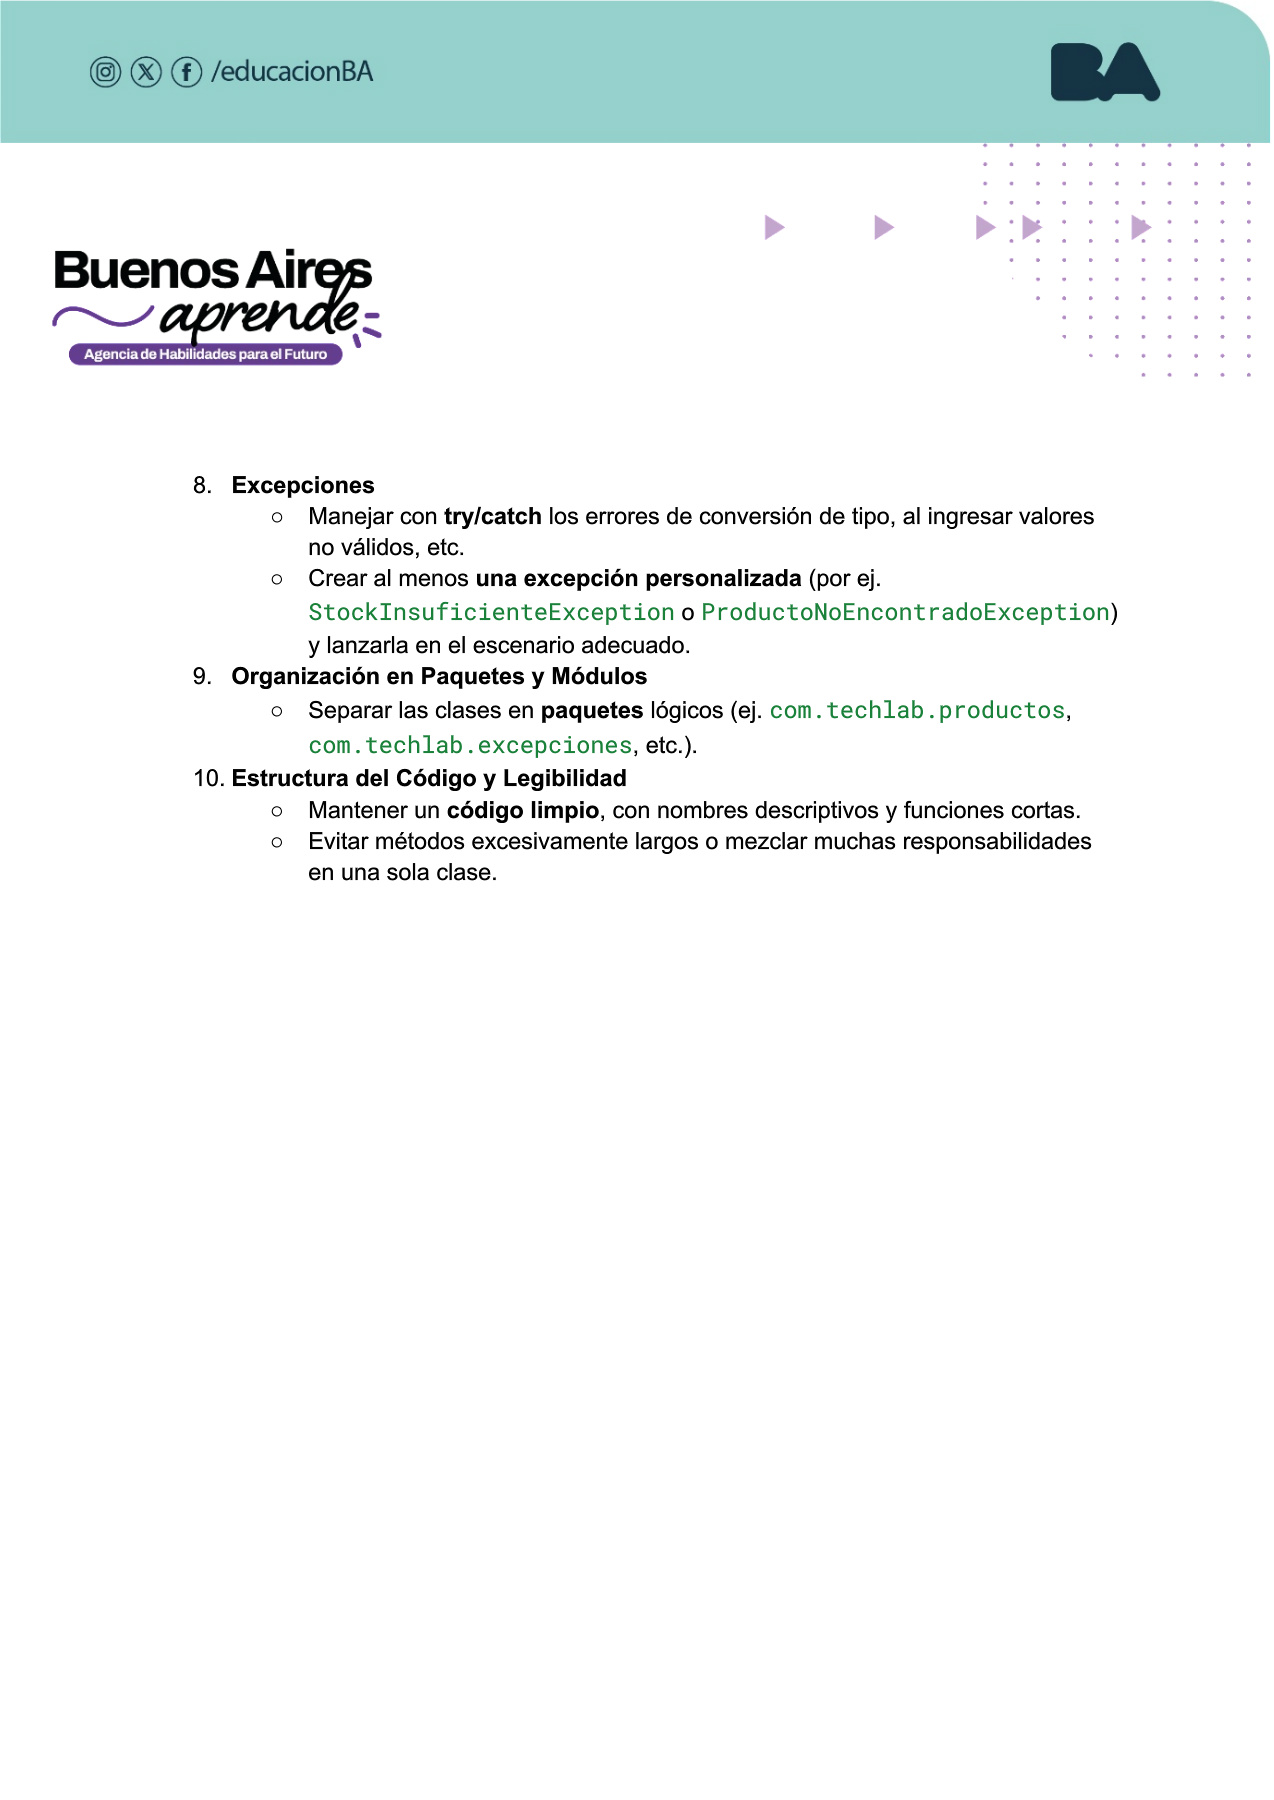 /educacionBA
BA
Buenos Aires
aprende
Agencia de Habilidades para el Futuro
8. Excepciones
○ Manejar con try/catch los errores de conversión de tipo, al ingresar valores
no válidos, etc.
○ Crear al menos una excepción personalizada (por ej.
StockInsuficienteException o ProductoNoEncontradoException)
y lanzarla en el escenario adecuado.
9. Organización en Paquetes y Módulos
○ Separar las clases en paquetes lógicos (ej. com.techlab.productos,
com.techlab.excepciones, etc.).
10. Estructura del Código y Legibilidad
○ Mantener un código limpio, con nombres descriptivos y funciones cortas.
○ Evitar métodos excesivamente largos o mezclar muchas responsabilidades
en una sola clase.